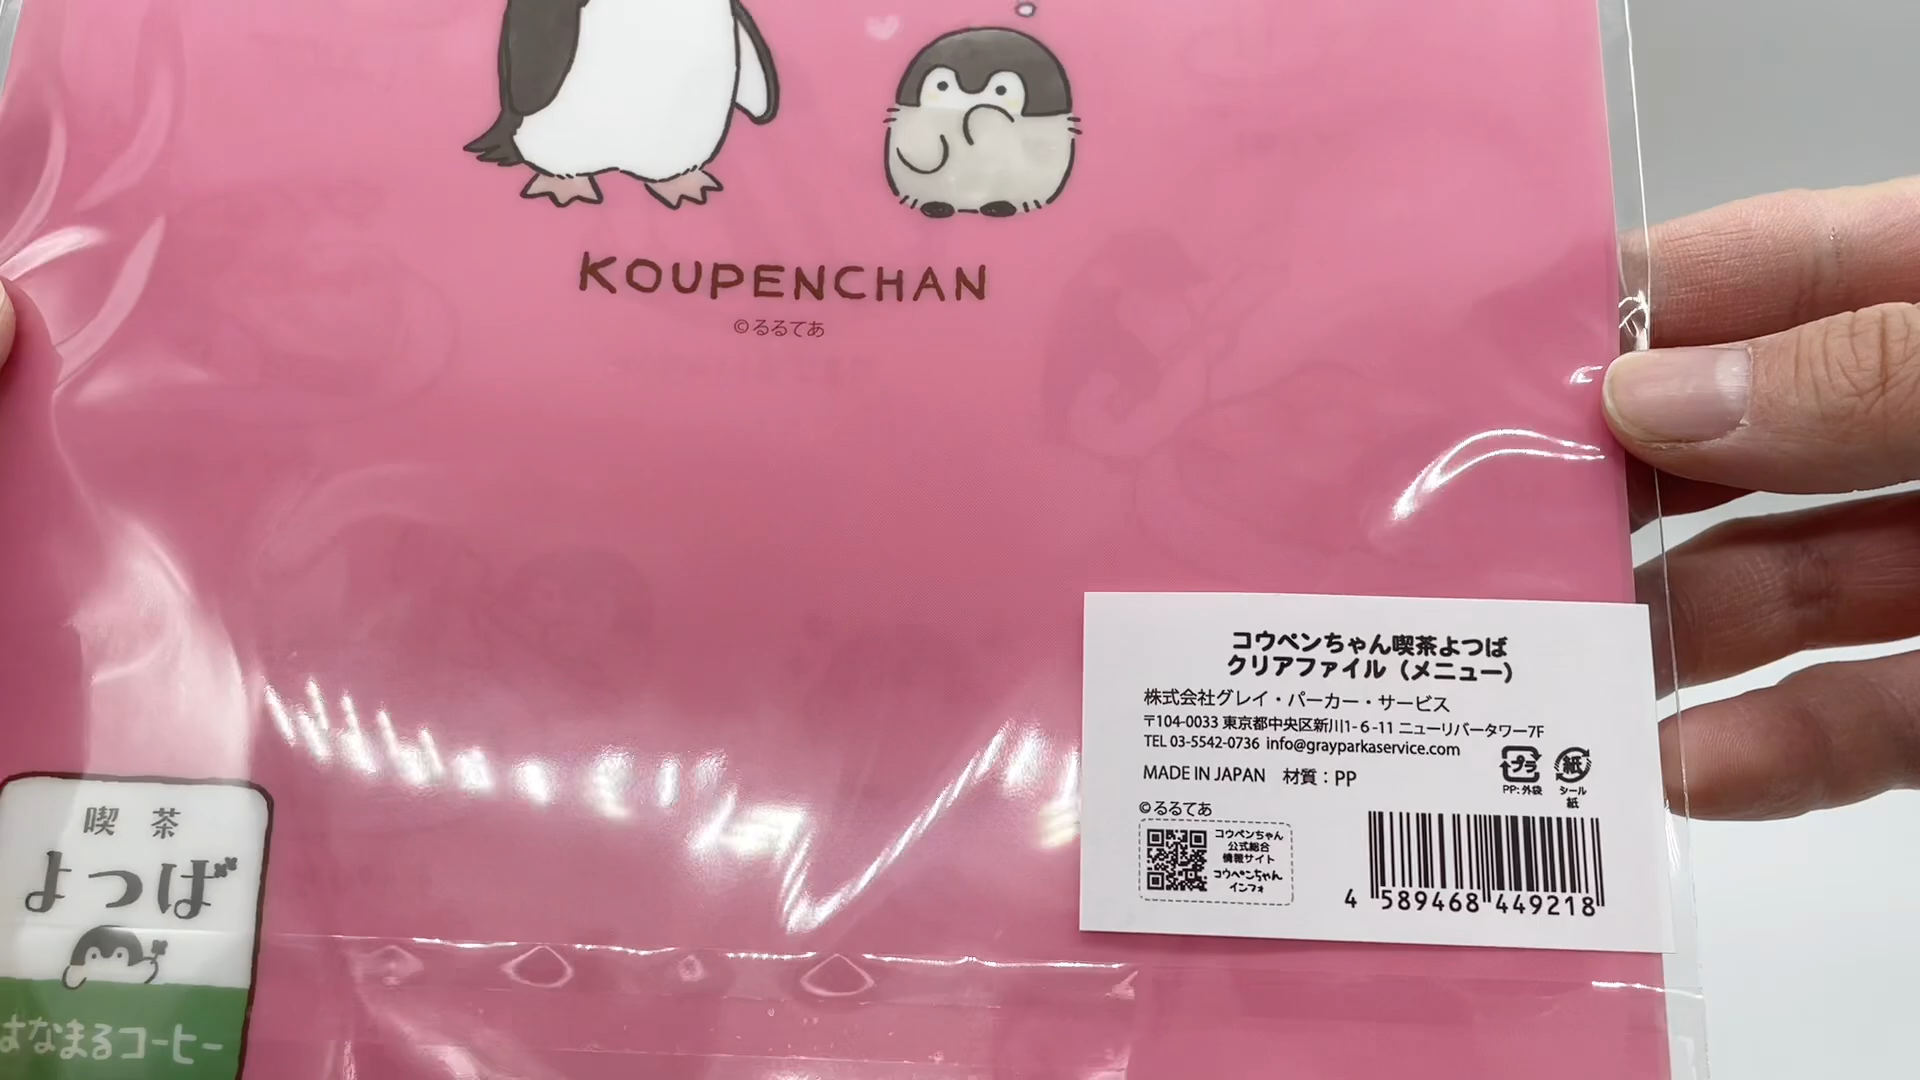 KOUPENCHAN
©るるてあ
コウペンちゃん喫茶よつば
クリアファイル（メニュー）
株式会社グレイ・パーカー・サービス
〒104-0033 東京都中央区新川1-6-11 ニューリバータワー7F
TEL 03-5542-0736 info@grayparkaservice.com
MADE IN JAPAN 材質：PP
プラ
PP: 外袋
紙
シール
紙
©るるてあ
コウペンちゃん
公式総合
情報サイト
コウペンちゃん
インフォ
4 589468 449218
喫茶
よつば
はなまるコーヒー